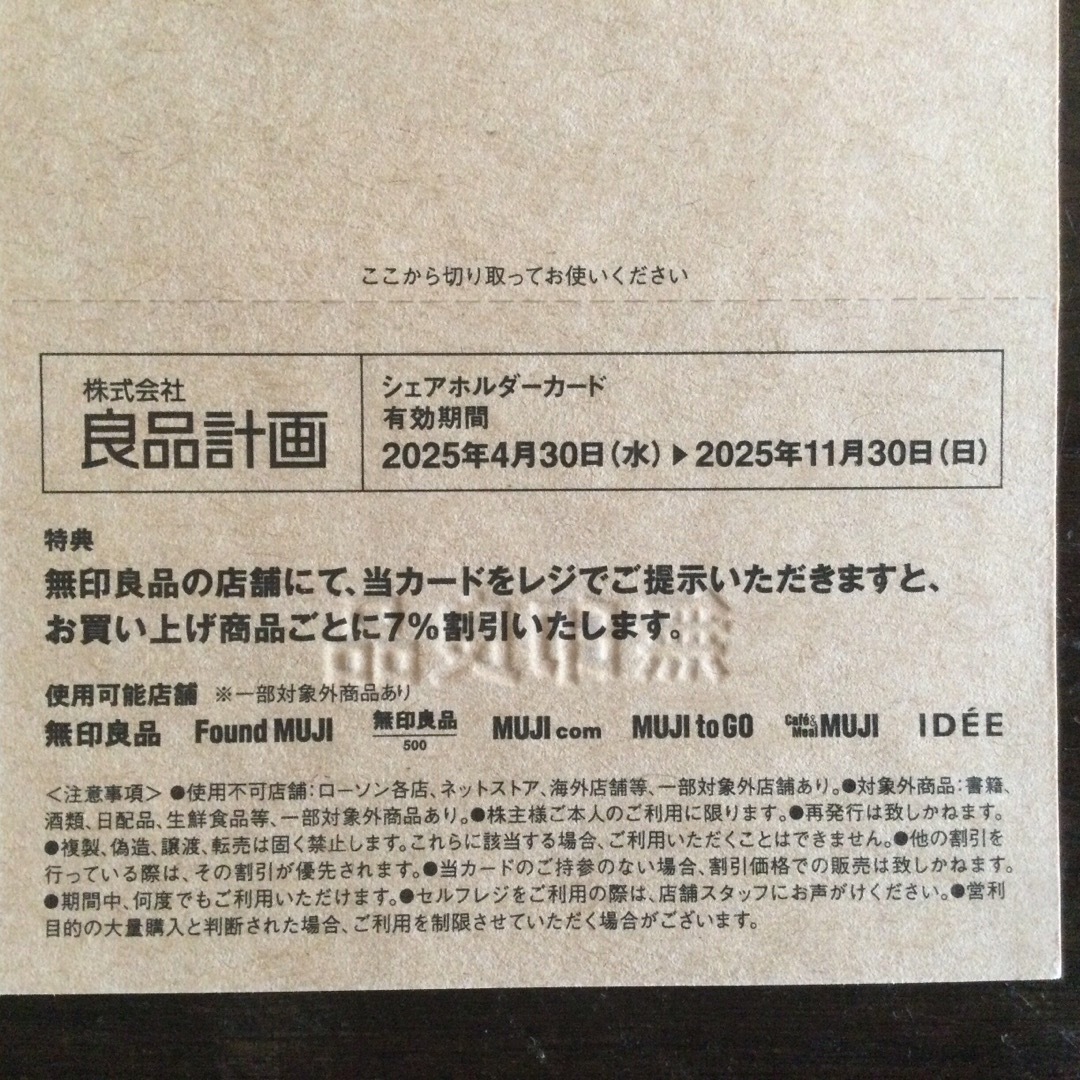 ここから切り取ってお使いください
株式会社
良品計画
シェアホルダーカード
有効期間
2025年4月30日（水）▶2025年11月30日（日）
特典
無印良品の店舗にて、当カードをレジでご提示いただきますと、
お買い上げ商品ごとに7%割引いたします。
無印良品
使用可能店舗 ※一部対象外商品あり
無印良品 Found MUJI 無印良品 500 MUJI com MUJI to GO Café& Meal MUJI IDÉE
＜注意事項＞ ●使用不可店舗：ローソン各店、ネットストア、海外店舗等、一部対象外店舗あり。●対象外商品：書籍、
酒類、日配品、生鮮食品等、一部対象外商品あり。●株主様ご本人のご利用に限ります。●再発行は致しかねます。
●複製、偽造、譲渡、転売は固く禁止します。これらに該当する場合、ご利用いただくことはできません。●他の割引を
行っている際は、その割引が優先されます。●当カードのご持参のない場合、割引価格での販売は致しかねます。
●期間中、何度でもご利用いただけます。●セルフレジをご利用の際は、店舗スタッフにお声がけください。●営利
目的の大量購入と判断された場合、ご利用を制限させていただく場合がございます。